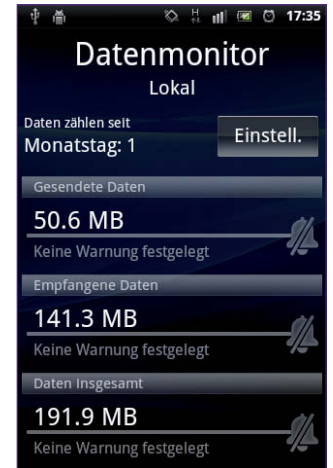 17:35
Datenmonitor
Lokal
Daten zählen seit
Monatstag: 1
Einstell.
Gesendete Daten
50.6 MB
Keine Warnung festgelegt
Empfangene Daten
141.3 MB
Keine Warnung festgelegt
Daten Insgesamt
191.9 MB
Keine Warnung festgelegt